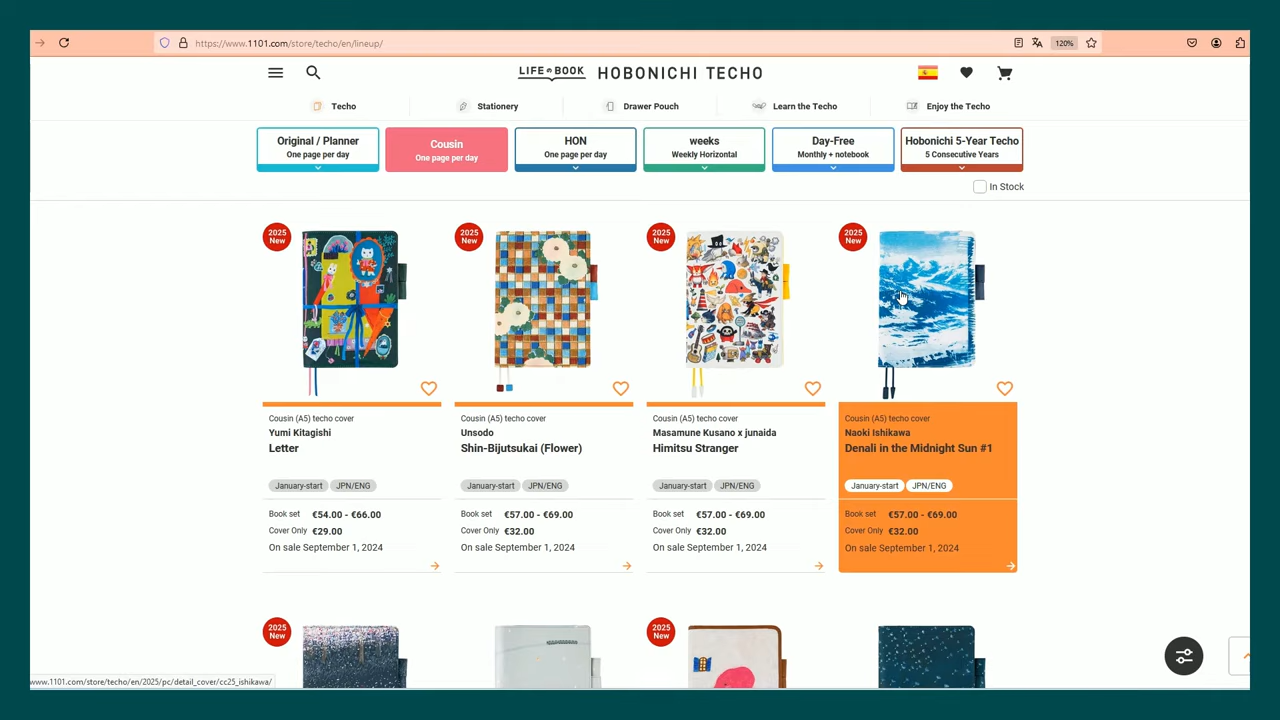 https://www.1101.com/store/techo/en/lineup/
120%
LIFE BOOK HOBONICHI TECHO
Techo
Stationery
Drawer Pouch
Learn the Techo
Enjoy the Techo
Original / Planner
One page per day
Cousin
One page per day
HON
One page per day
weeks
Weekly Horizontal
Day-Free
Monthly + notebook
Hobonichi 5-Year Techo
5 Consecutive Years
In Stock
2025
New
2025
New
2025
New
2025
New
Cousin (A5) techo cover
Yumi Kitagishi
Letter
January-start JPN/ENG
Book set €54.00 - €66.00
Cover Only €29.00
On sale September 1, 2024
Cousin (A5) techo cover
Unsodo
Shin-Bijutsukai (Flower)
January-start JPN/ENG
Book set €57.00 - €69.00
Cover Only €32.00
On sale September 1, 2024
Cousin (A5) techo cover
Masamune Kusano x junaida
Himitsu Stranger
January-start JPN/ENG
Book set €57.00 - €69.00
Cover Only €32.00
On sale September 1, 2024
Cousin (A5) techo cover
Naoki Ishikawa
Denali in the Midnight Sun #1
January-start JPN/ENG
Book set €57.00 - €69.00
Cover Only €32.00
On sale September 1, 2024
2025
New
2025
New
www.1101.com/store/techo/en/2025/pc/detail_cover/cc25_ishikawa/